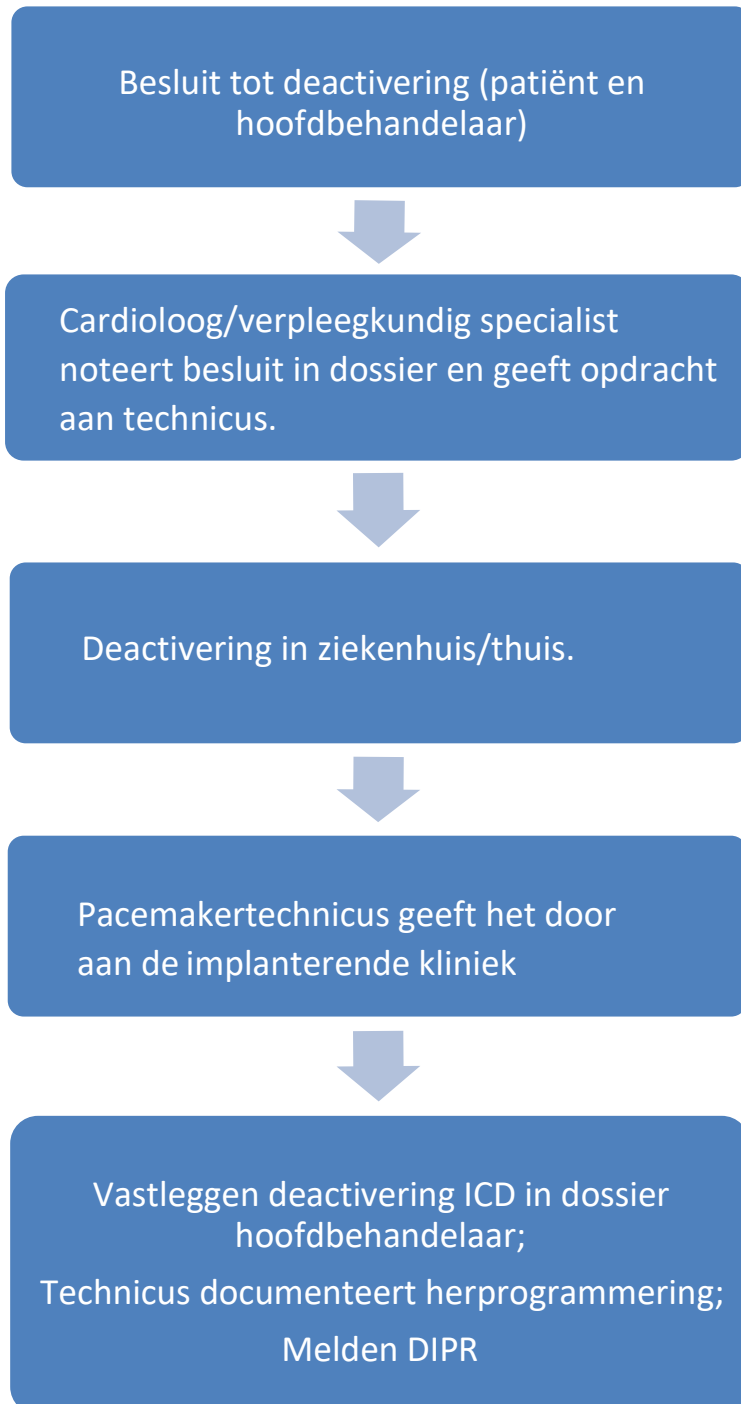 Besluit tot deactivering (patiënt en
hoofdbehandelaar)
Cardioloog/verpleegkundig specialist
noteert besluit in dossier en geeft opdracht
aan technicus.
Deactivering in ziekenhuis/thuis.
Pacemakertechnicus geeft het door
aan de implanterende kliniek
Vastleggen deactivering ICD in dossier
hoofdbehandelaar;
Technicus documenteert herprogrammering;
Melden DIPR